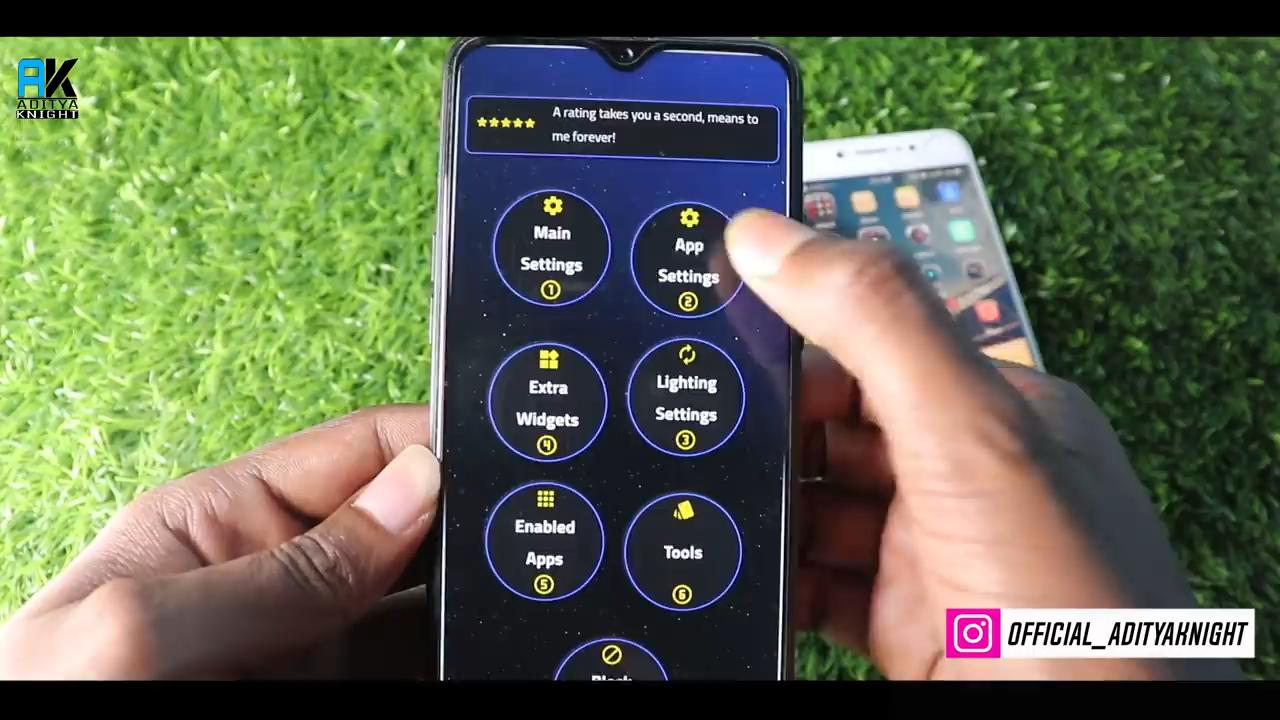 AK
ADITYA
KNIGHT
A rating takes you a second, means to
me forever!
Main
Settings
1
App
Settings
2
Extra
Widgets
4
Lighting
Settings
3
Enabled
Apps
5
Tools
6
OFFICIAL_ADITYAKNIGHT